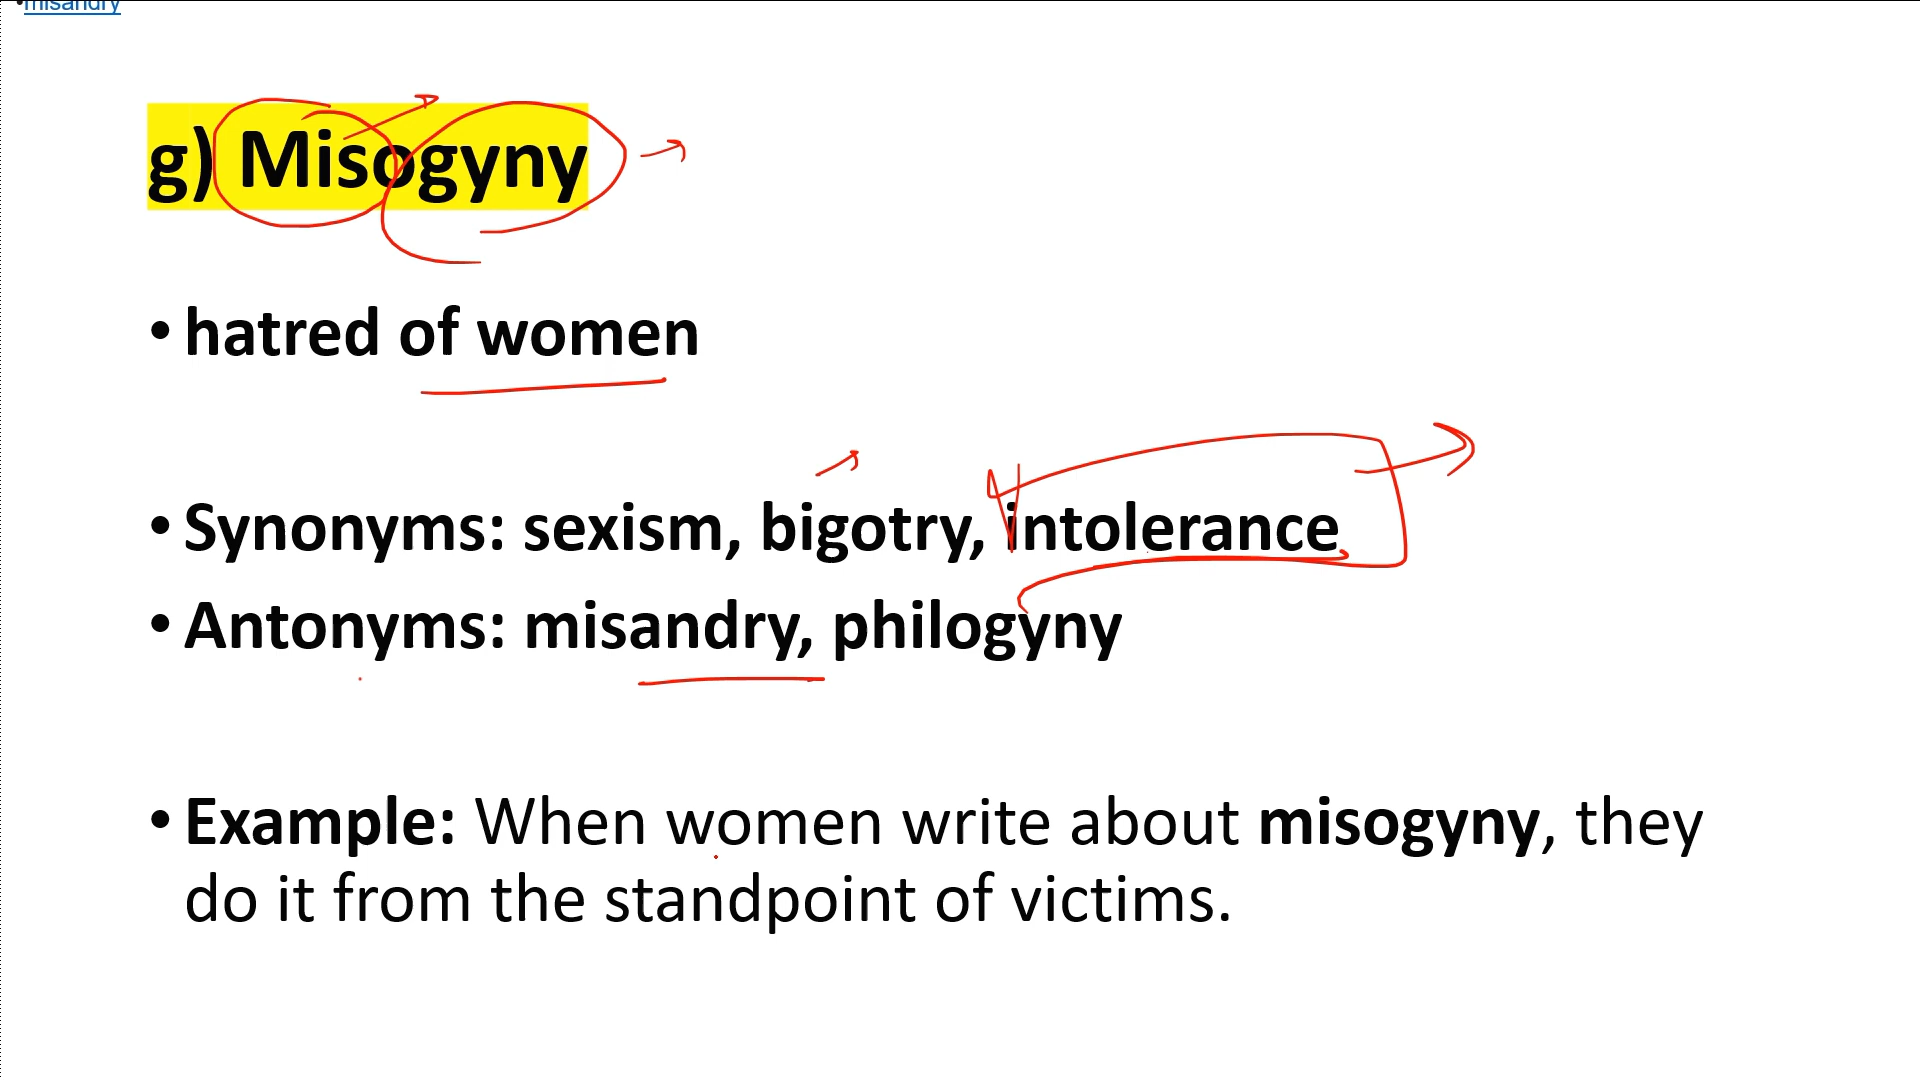 •misandry
g) Misogyny
• hatred of women
• Synonyms: sexism, bigotry, intolerance
• Antonyms: misandry, philogyny
• Example: When women write about misogyny, they
do it from the standpoint of victims.